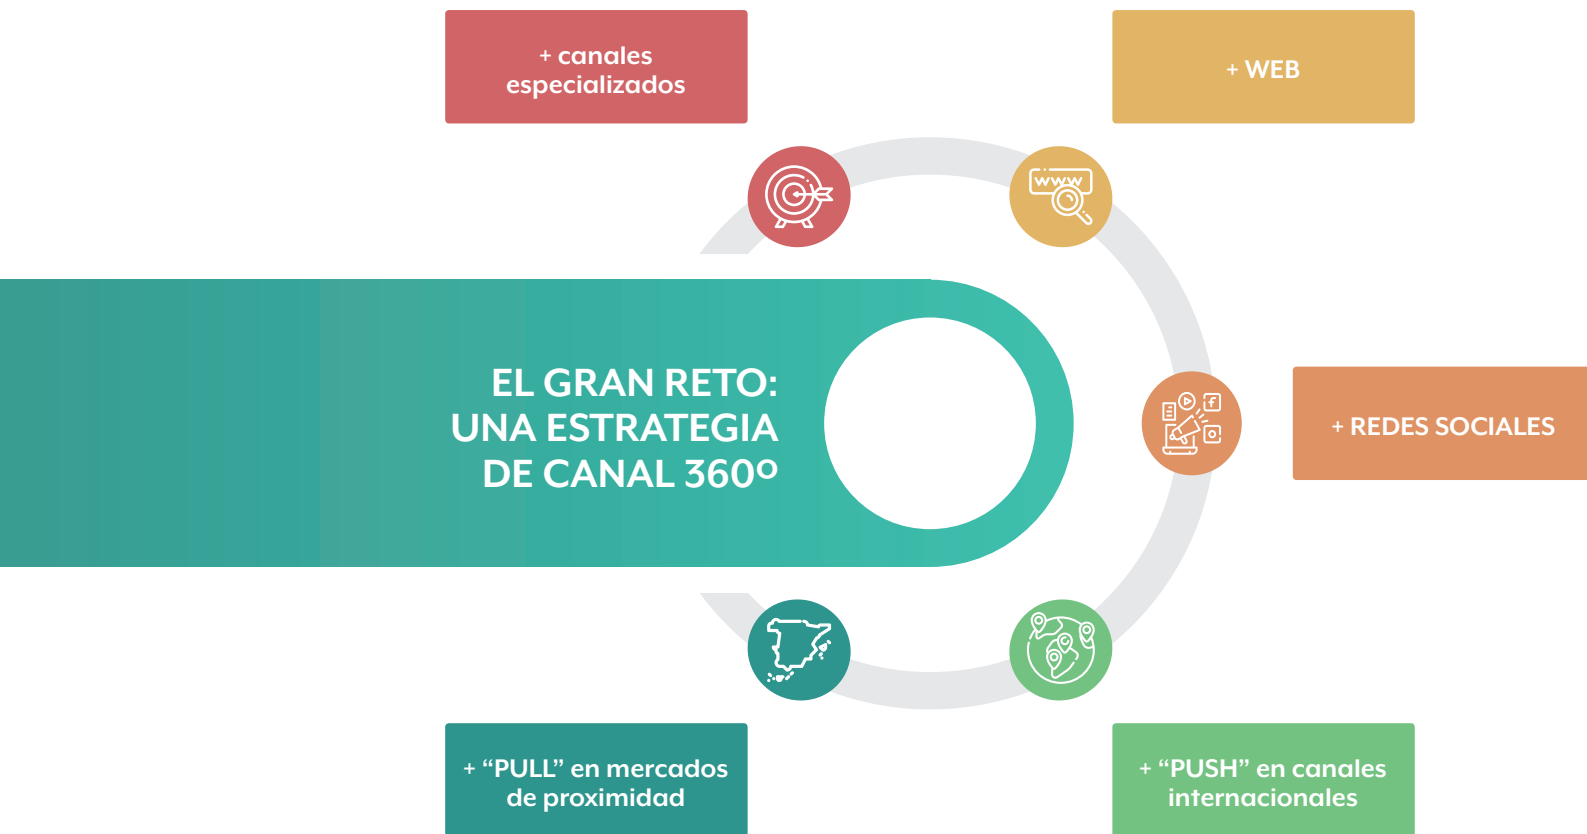 + canales
especializados
+ WEB
www
EL GRAN RETO:
UNA ESTRATEGIA
DE CANAL 360º
+ REDES SOCIALES
+ “PULL” en mercados
de proximidad
+ “PUSH” en canales
internacionales